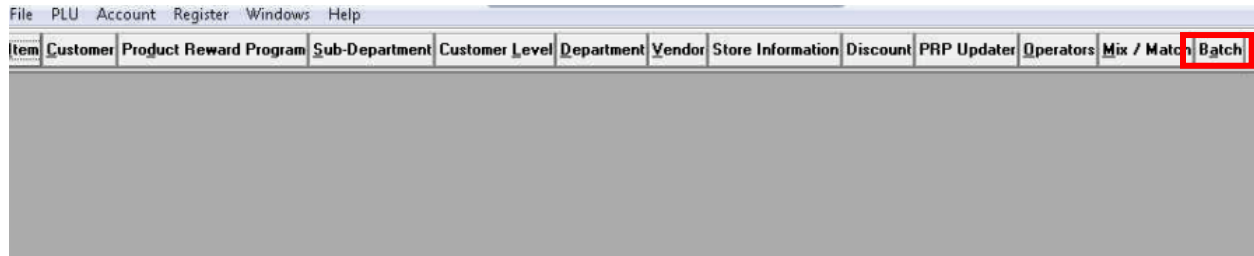 File PLU Account Register Windows Help
Item Customer Product Reward Program Sub-Department Customer Level Department Vendor Store Information Discount PRP Updater Operators Mix / Match Batch